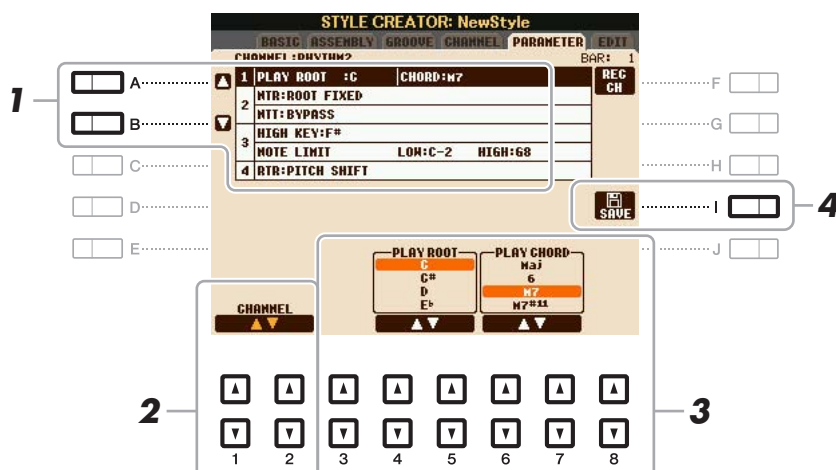 STYLE CREATOR: NewStyle
BASIC ASSEMBLY GROOVE CHANNEL PARAMETER EDIT
CHANNEL:RHYTHM2 BAR: 1
1 PLAY ROOT :C CHORD:M7
REC CH
2 NTR:ROOT FIXED
NTT:BYPASS
3 HIGH KEY:F#
NOTE LIMIT LOW:C-2 HIGH:G8
4 RTR:PITCH SHIFT
SAVE
A
B
C
D
E
F
G
H
I
J
1
4
PLAY ROOT
C
C#
D
E♭
PLAY CHORD
Maj
6
M7
M7#11
CHANNEL
2
3
1 2 3 4 5 6 7 8